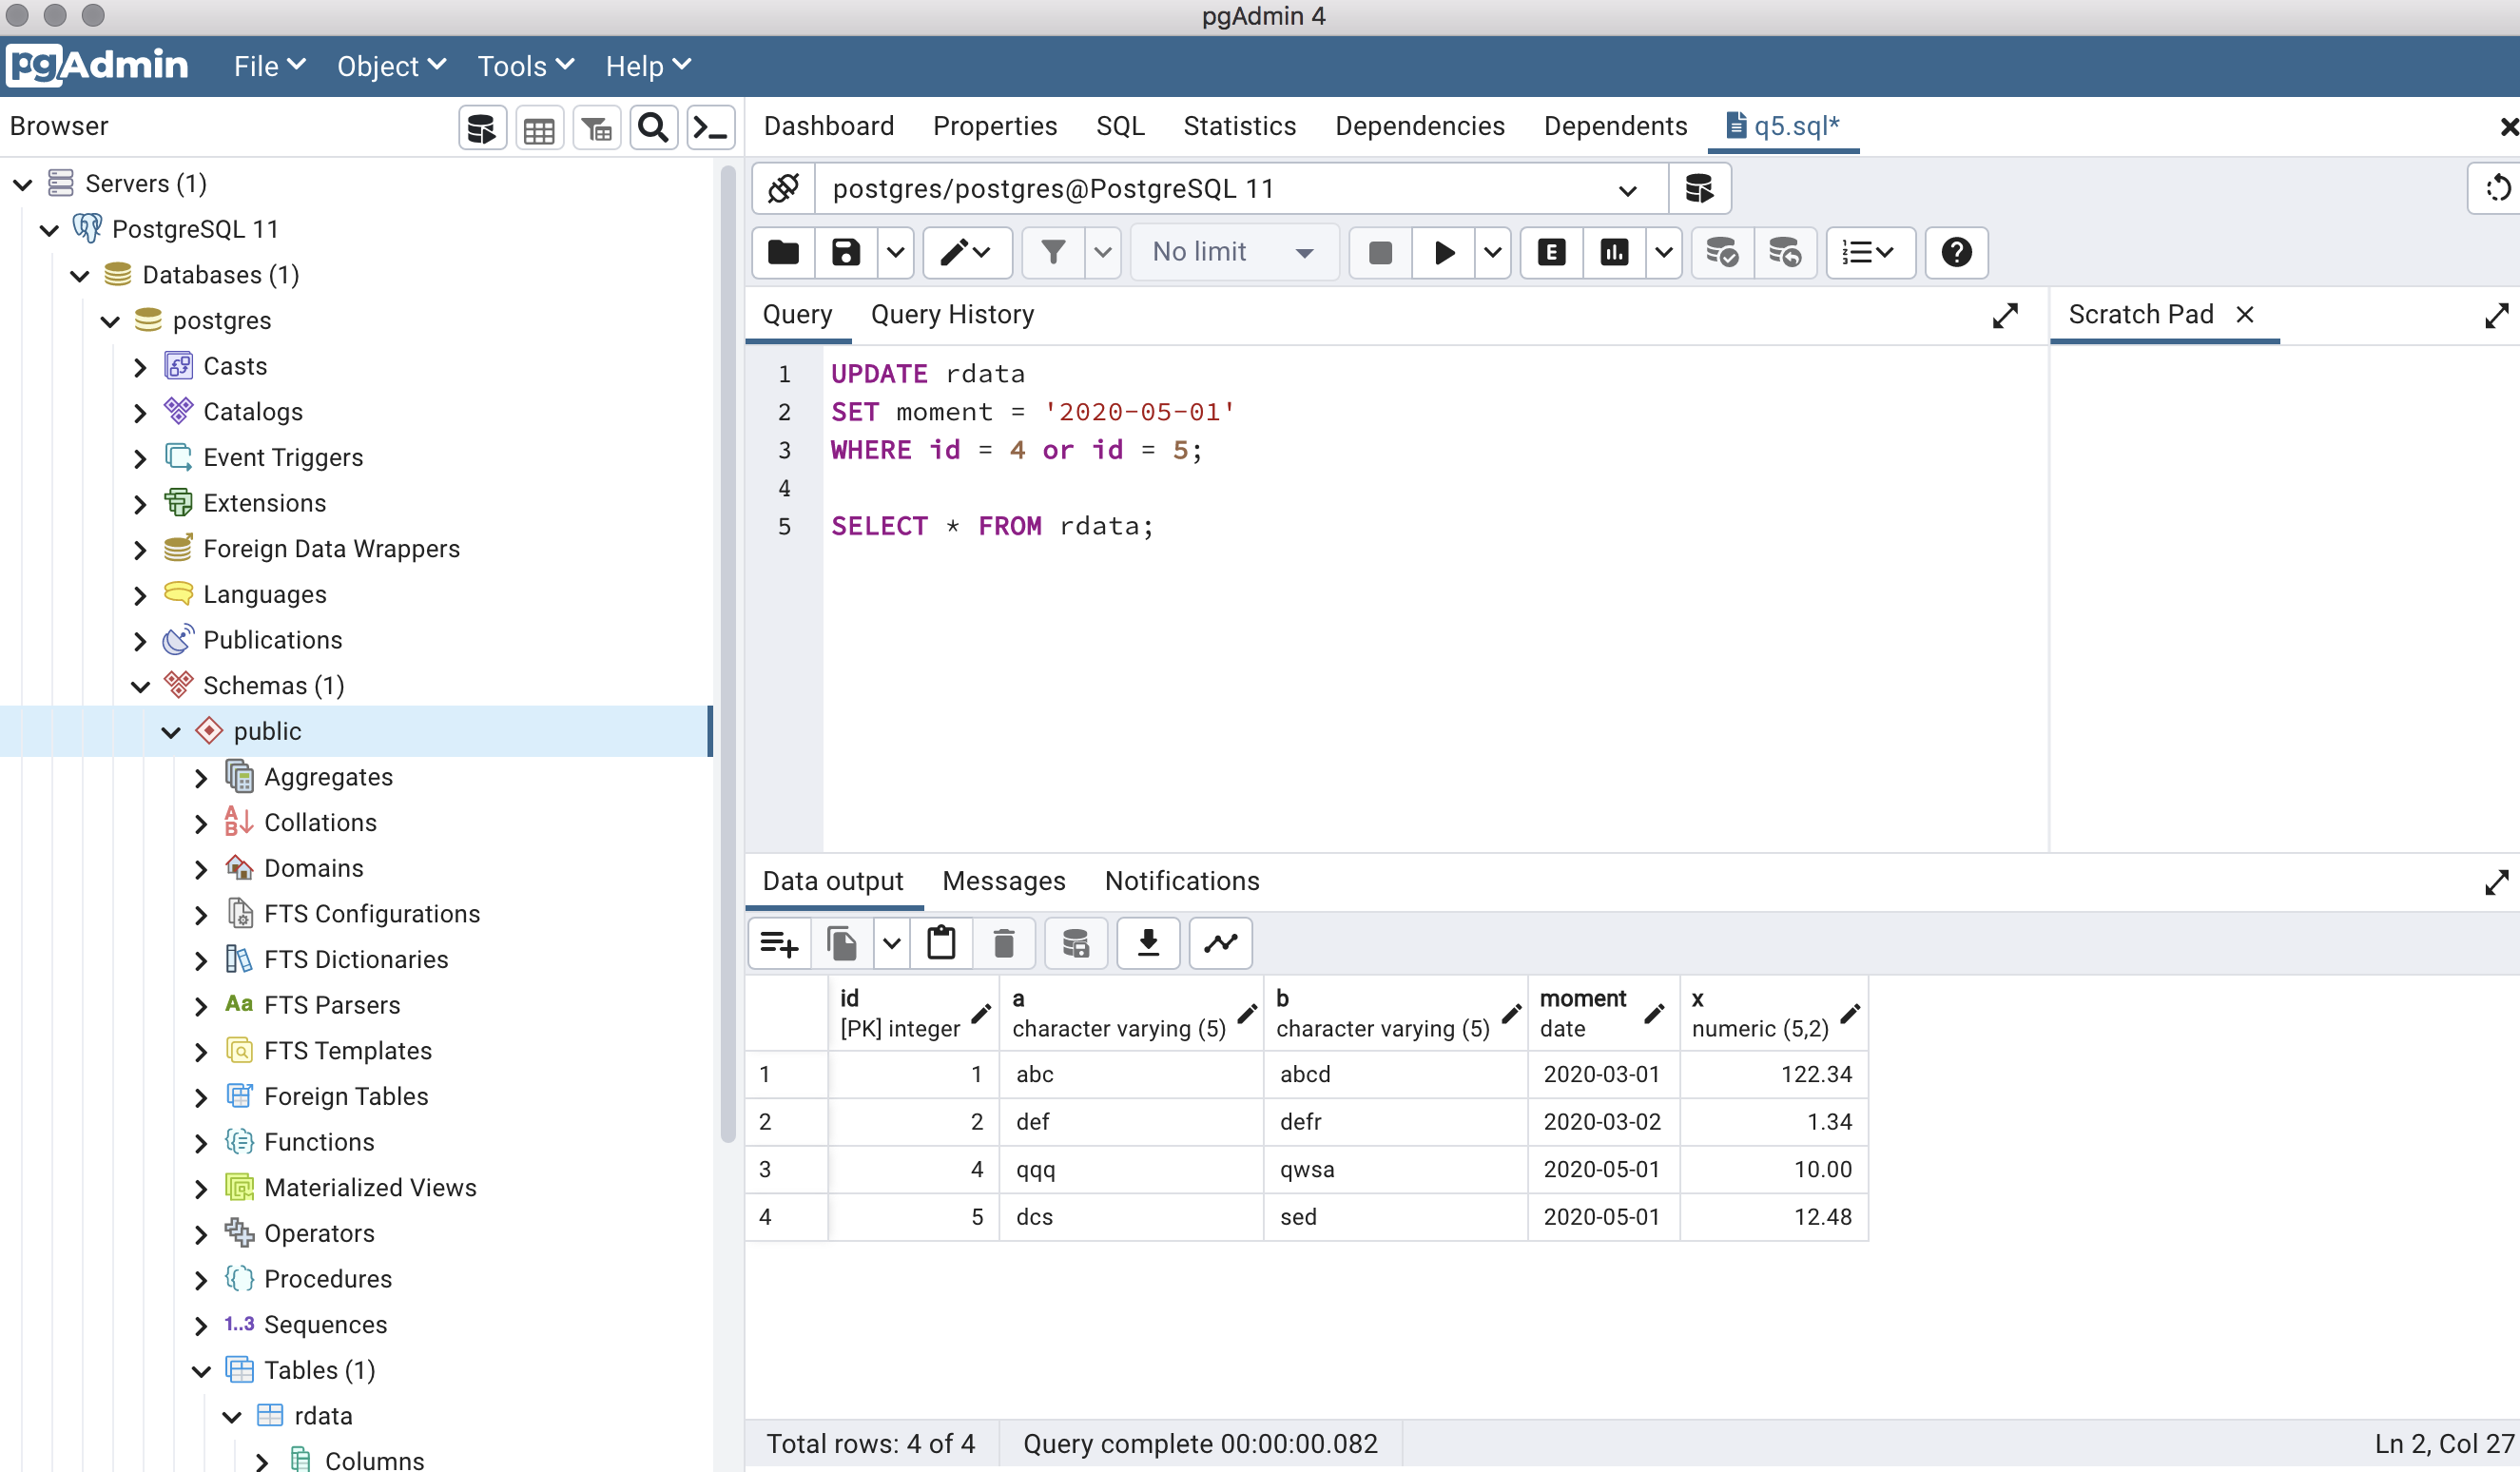 pgAdmin 4
pgAdmin File Object Tools Help
Browser
Dashboard Properties SQL Statistics Dependencies Dependents q5.sql*
Servers (1)
PostgreSQL 11
Databases (1)
postgres
Casts
Catalogs
Event Triggers
Extensions
Foreign Data Wrappers
Languages
Publications
Schemas (1)
public
Aggregates
Collations
Domains
FTS Configurations
FTS Dictionaries
Aa FTS Parsers
FTS Templates
Foreign Tables
Functions
Materialized Views
Operators
Procedures
1..3 Sequences
Tables (1)
rdata
Columns
postgres/postgres@PostgreSQL 11
No limit E
Query Query History
Scratch Pad
1 UPDATE rdata
2 SET moment = '2020-05-01'
3 WHERE id = 4 or id = 5;
4
5 SELECT * FROM rdata;
Data output Messages Notifications
id a b moment x
[PK] integer character varying (5) character varying (5) date numeric (5,2)
1 1 abc abcd 2020-03-01 122.34
2 2 def defr 2020-03-02 1.34
3 4 qqq qwsa 2020-05-01 10.00
4 5 dcs sed 2020-05-01 12.48
Total rows: 4 of 4 Query complete 00:00:00.082 Ln 2, Col 27